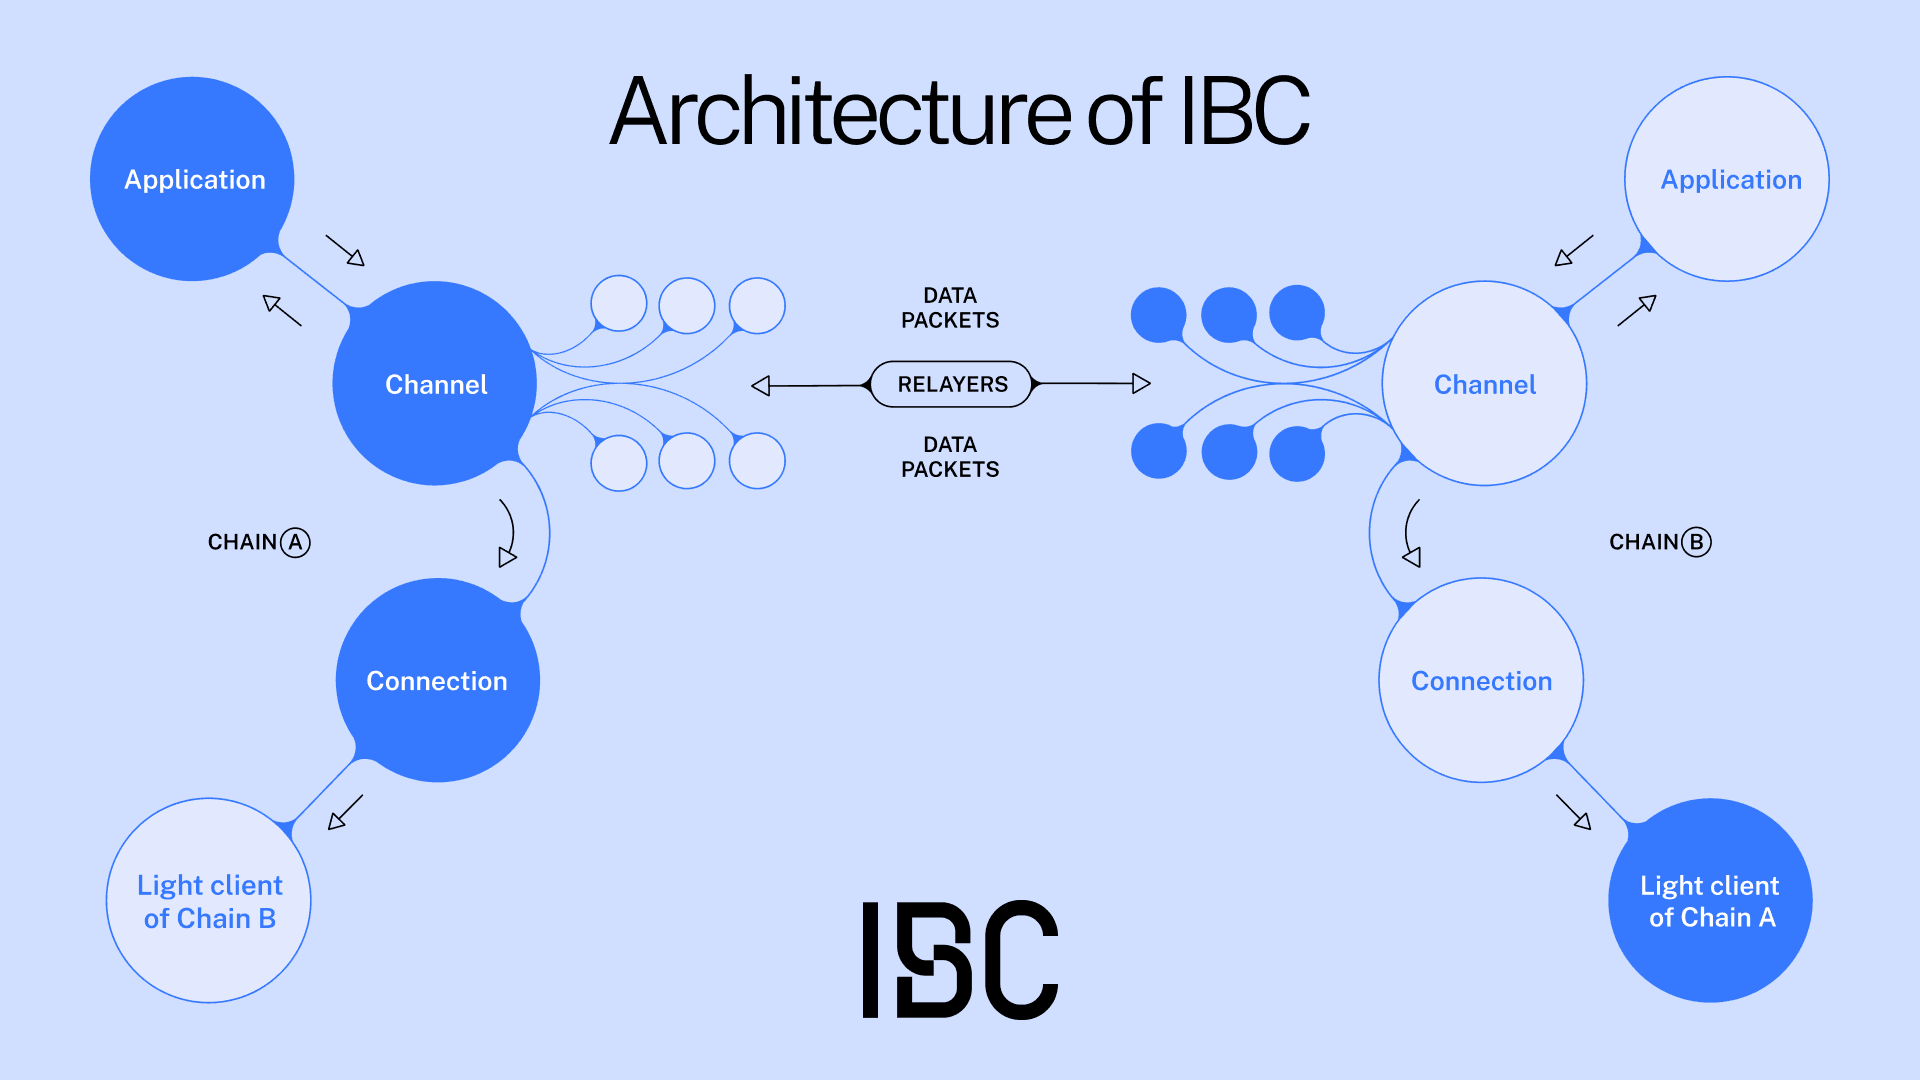 Architecture of IBC
Application
Application
DATA
PACKETS
Channel
RELAYERS
Channel
DATA
PACKETS
CHAIN A
CHAIN B
Connection
Connection
Light client
of Chain B
Light client
of Chain A
IBC